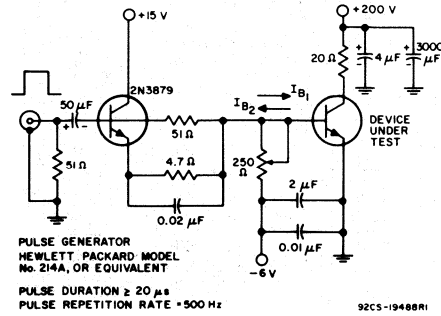 +15 V
+200 V
20 Ω
4 μF
3000 μF
2N3879
50 μF
I B2
I B1
51 Ω
DEVICE
UNDER
TEST
51 Ω
4.7 Ω
250 Ω
0.02 μF
2 μF
0.01 μF
-6 V
PULSE GENERATOR
HEWLETT PACKARD MODEL
No. 214A, OR EQUIVALENT
PULSE DURATION ≥ 20 μs
PULSE REPETITION RATE = 500 Hz
92CS-19488R1